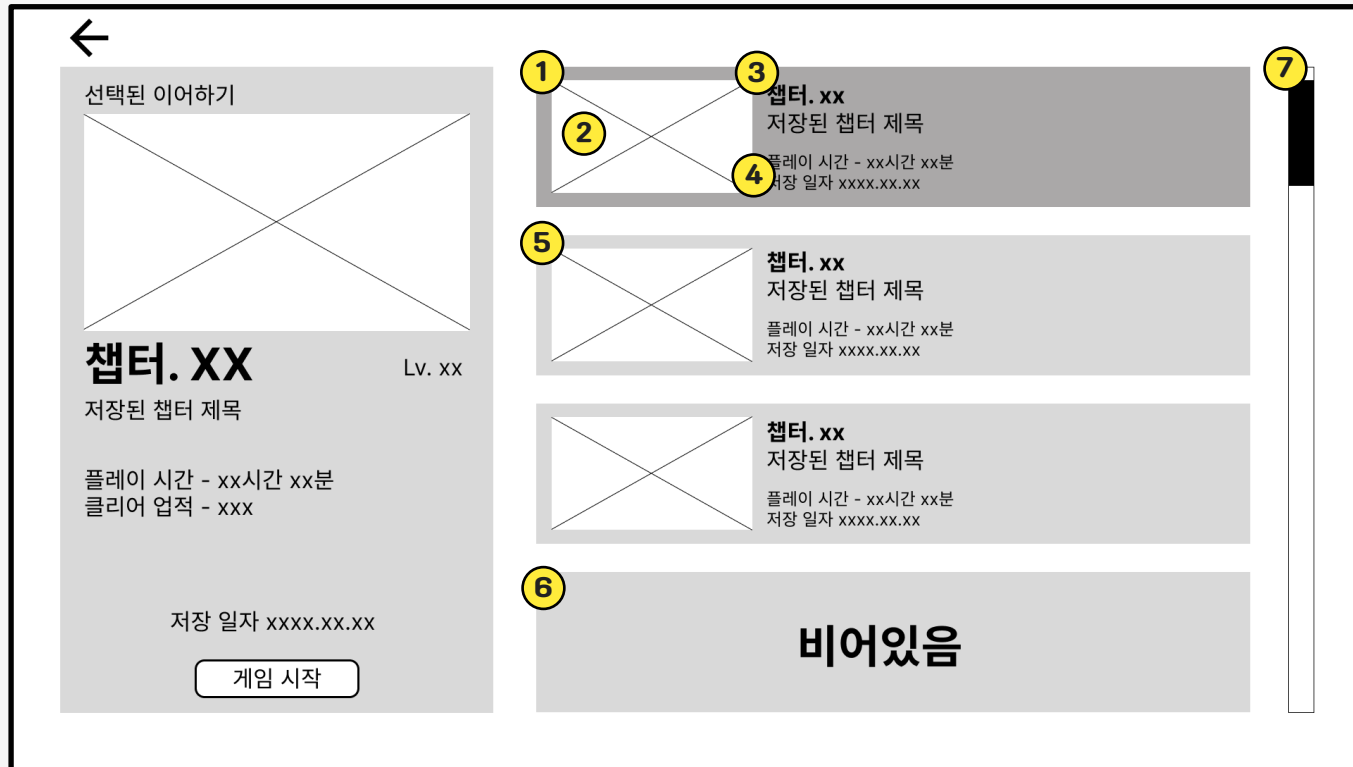 선택된 이어하기
챕터. XX
Lv. xx
저장된 챕터 제목
플레이 시간 - xx시간 xx분
클리어 업적 - xxx
저장 일자 xxxx.xx.xx
게임 시작
1
2
3
4
챕터. xx
저장된 챕터 제목
플레이 시간 - xx시간 xx분
저장 일자 xxxx.xx.xx
5
챕터. xx
저장된 챕터 제목
플레이 시간 - xx시간 xx분
저장 일자 xxxx.xx.xx
챕터. xx
저장된 챕터 제목
플레이 시간 - xx시간 xx분
저장 일자 xxxx.xx.xx
6
비어있음
7